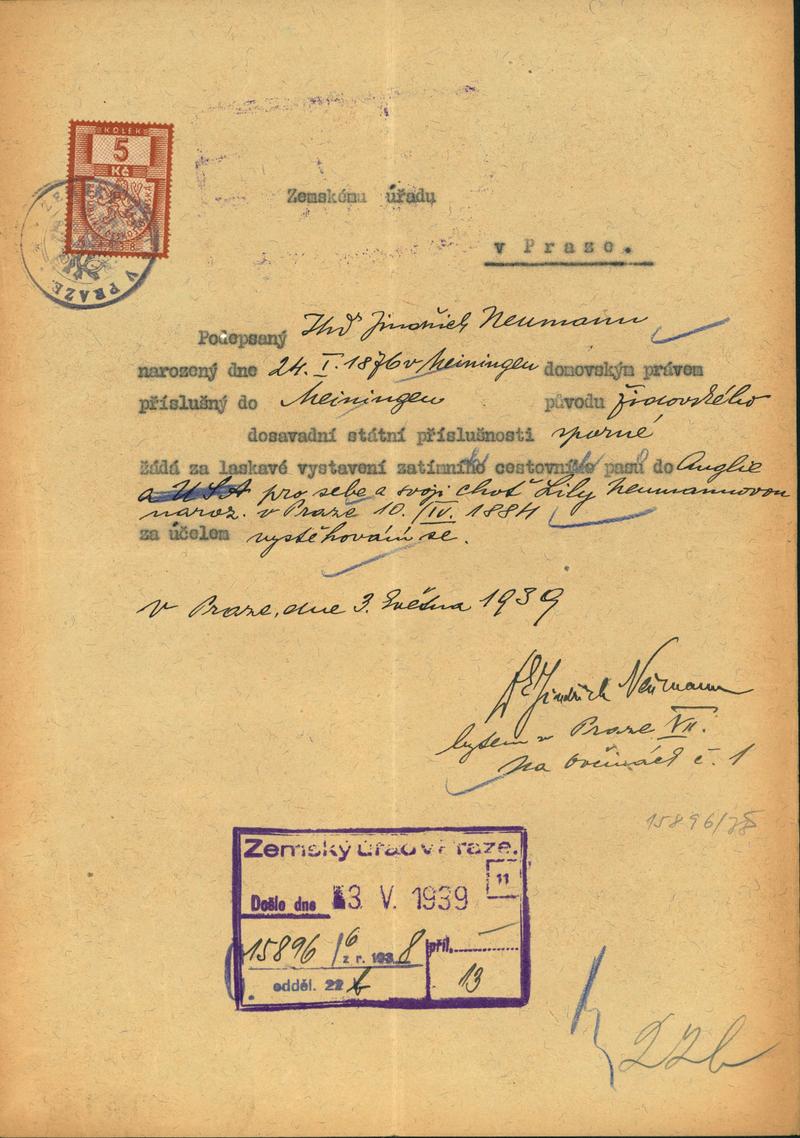 KOLEK
5
Kč
V PRAZE
Zemskému úřadu
v Praze.
Podepsaný Jindřich Neumann
narozený dne 24. I. 1876 v Meiningen domovským právem
příslušný do Meiningen původu židovského
dosavadní státní příslušnosti sporné
žádá za laskavé vystavení zatímního cestovního pasu do Anglie
a USA pro sebe a svoji choť Lily Neumannovou
naroz. v Praze 10./IV. 1884
za účelem vystěhování se.
v Praze, dne 3. května 1939
Jindřich Neumann
bytem v Praze VII.
Na Ovčinách č. 1
15896/38
Zemský úřad v Praze.
11
Došlo dne 3 V. 1939
15896/6 z r. 1938 příl.
odděl. 22 b 13
22b